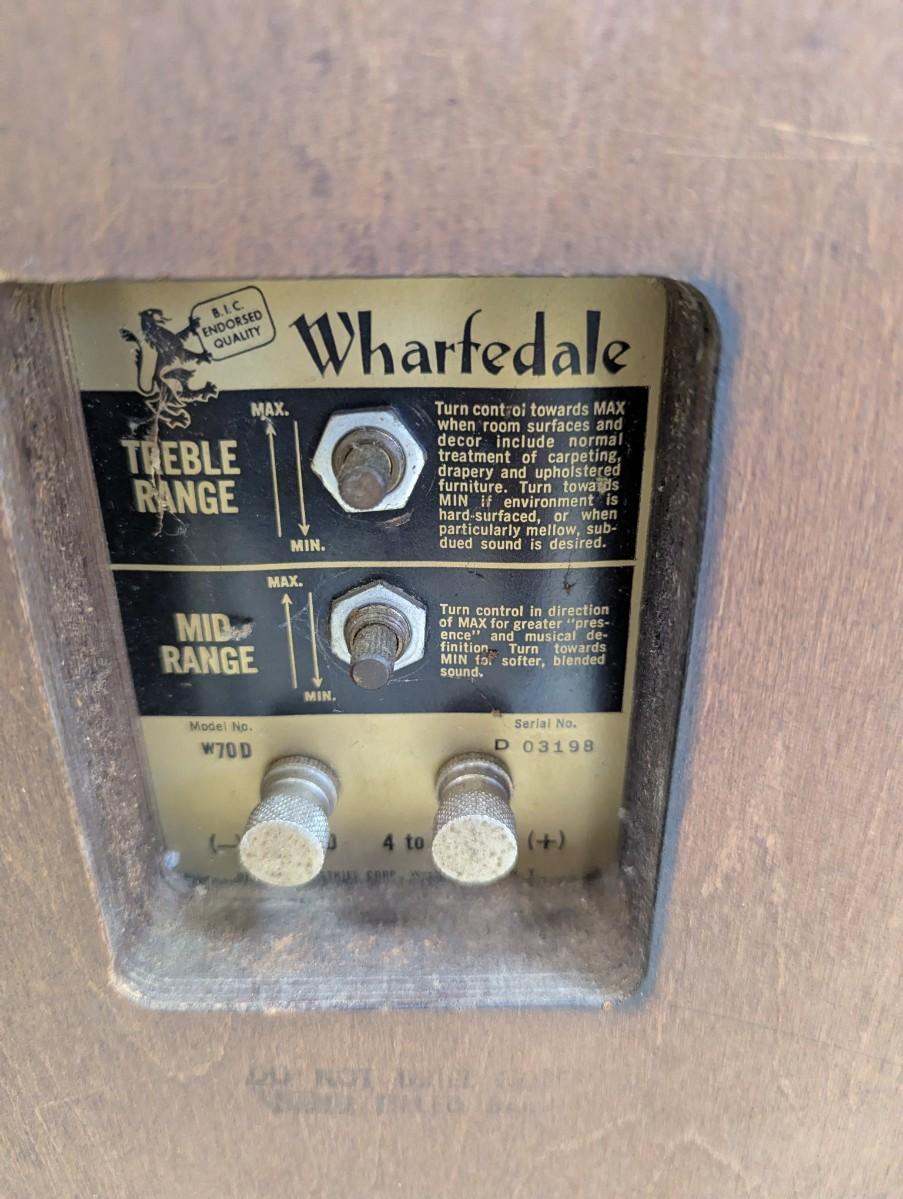 B.I.C.
ENDORSED
QUALITY
Wharfedale
TREBLE
RANGE
MAX.
MIN.
Turn control towards MAX
when room surfaces and
decor include normal
treatment of carpeting,
drapery and upholstered
furniture. Turn towards
MIN if environment is
hard-surfaced, or when
particularly mellow, sub-
dued sound is desired.
MID
RANGE
MAX.
MIN.
Turn control in direction
of MAX for greater "pres-
ence" and musical de-
finition. Turn towards
MIN for softer, blended
sound.
Model No.
W70D
Serial No.
D 03198
(—
4 to
(+)
CORP.
DO NOT